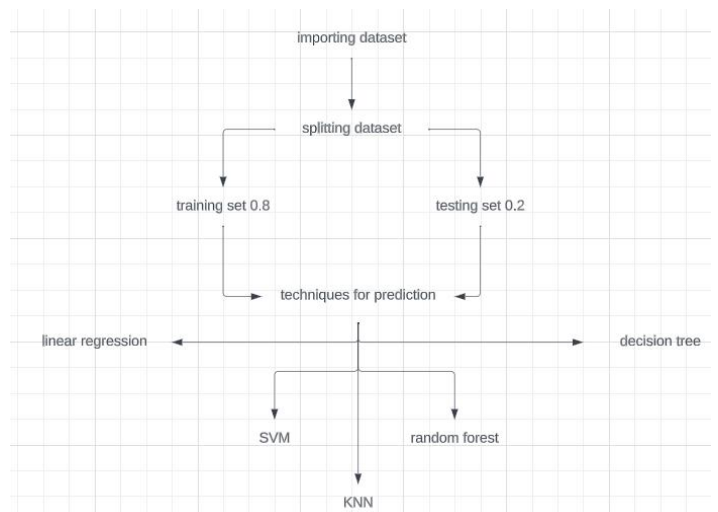 importing dataset
splitting dataset
training set 0.8
testing set 0.2
techniques for prediction
linear regression
decision tree
SVM
random forest
KNN